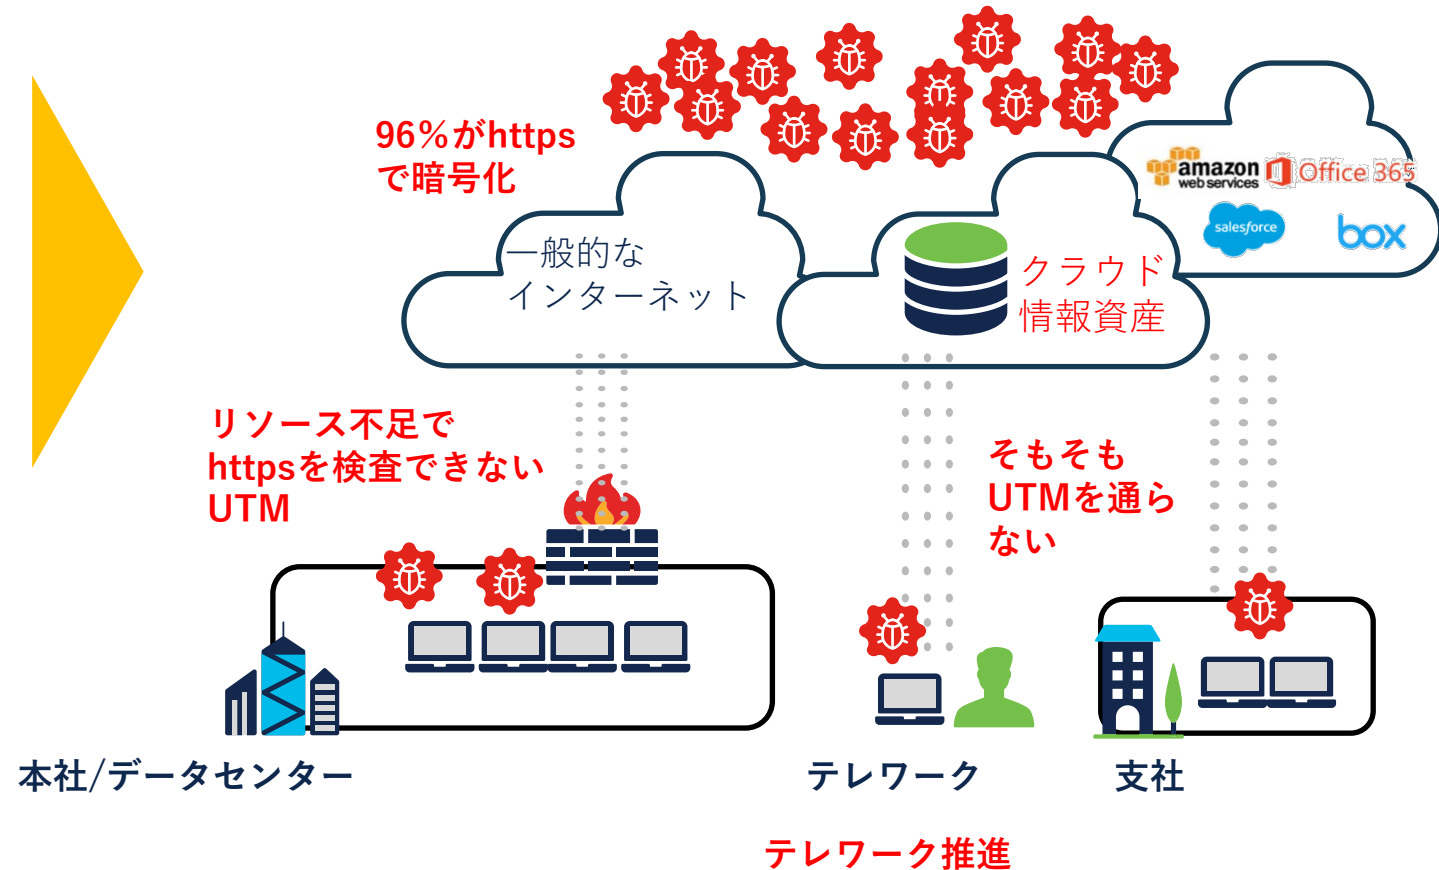 96%がhttps
で暗号化
amazon
web services
Office 365
salesforce
box
一般的な
インターネット
クラウド
情報資産
リソース不足で
httpsを検査できない
UTM
そもそも
UTMを通ら
ない
本社/データセンター
テレワーク
支社
テレワーク推進